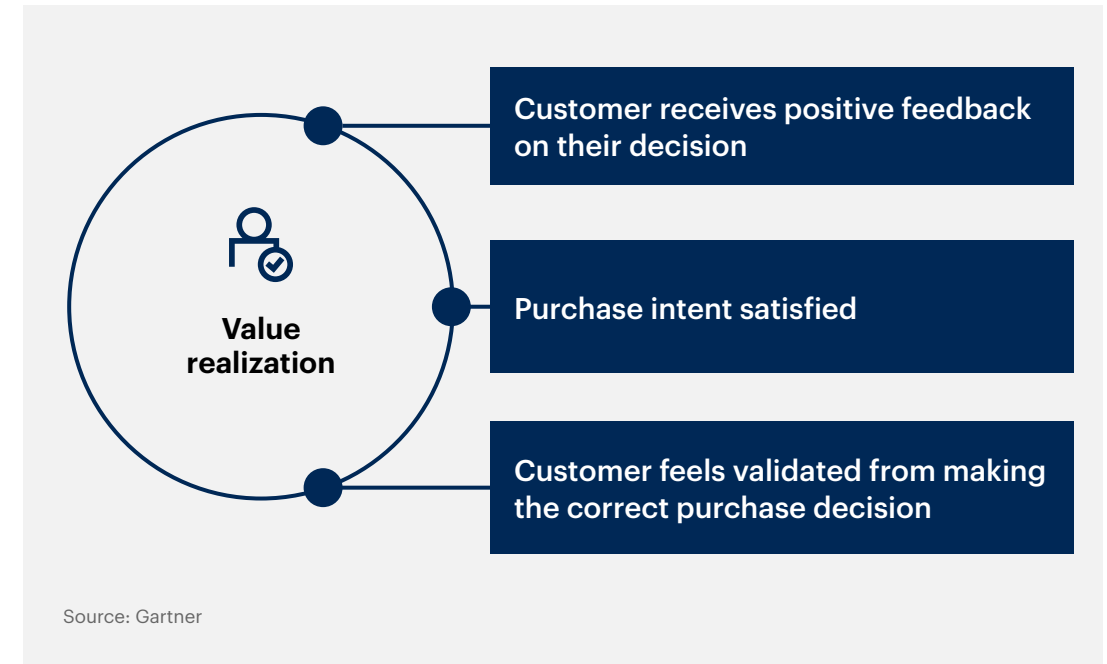 Customer receives positive feedback
on their decision
Value
realization
Purchase intent satisfied
Customer feels validated from making
the correct purchase decision
Source: Gartner